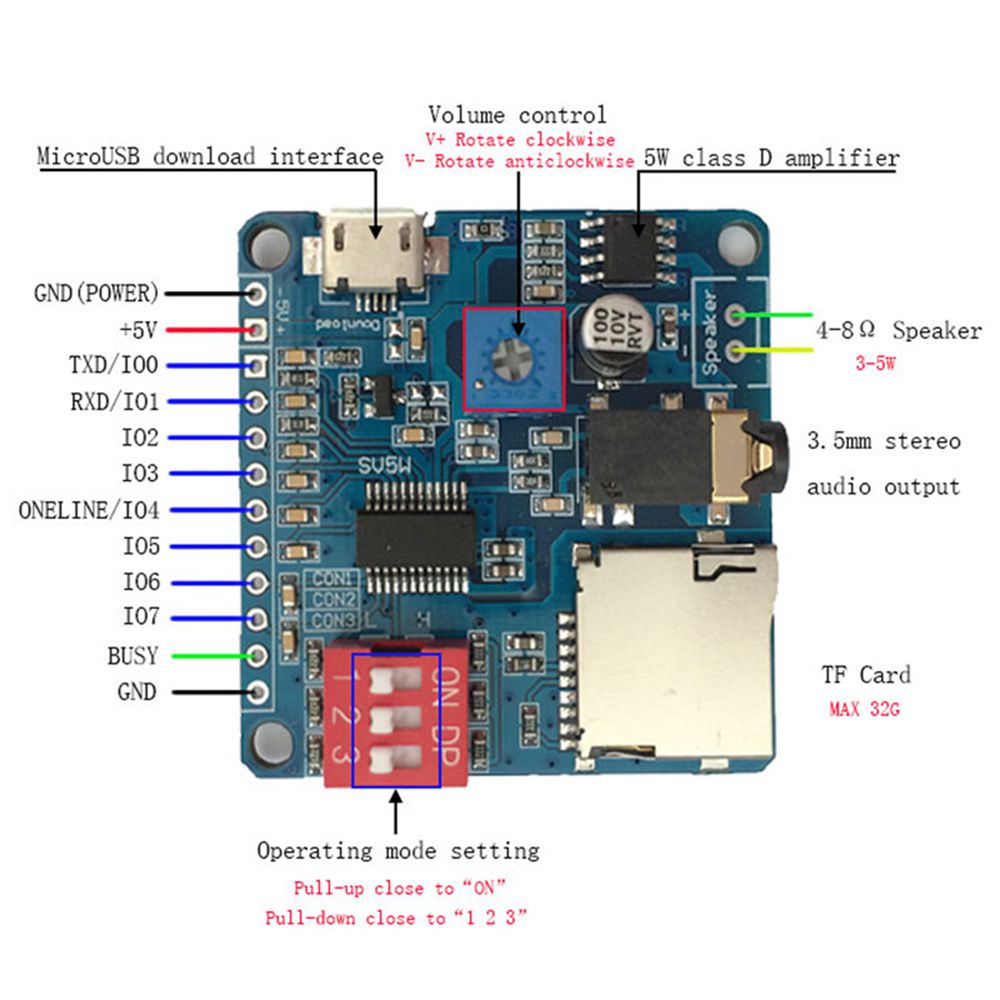 Volume control
V+ Rotate clockwise
V- Rotate anticlockwise
MicroUSB download interface
5W class D amplifier
GND(POWER)
+5V
TXD/IO0
RXD/IO1
IO2
IO3
ONELINE/IO4
IO5
IO6
IO7
BUSY
GND
- 5V +
Download
100
10V
RVT
Speaker
+
-
4-8Ω Speaker
3-5W
3.5mm stereo
audio output
M5VS
CON1
CON2
CON3 L H
ON DP
1 2 3
TF Card
MAX 32G
Operating mode setting
Pull-up close to“ON”
Pull-down close to“1 2 3”